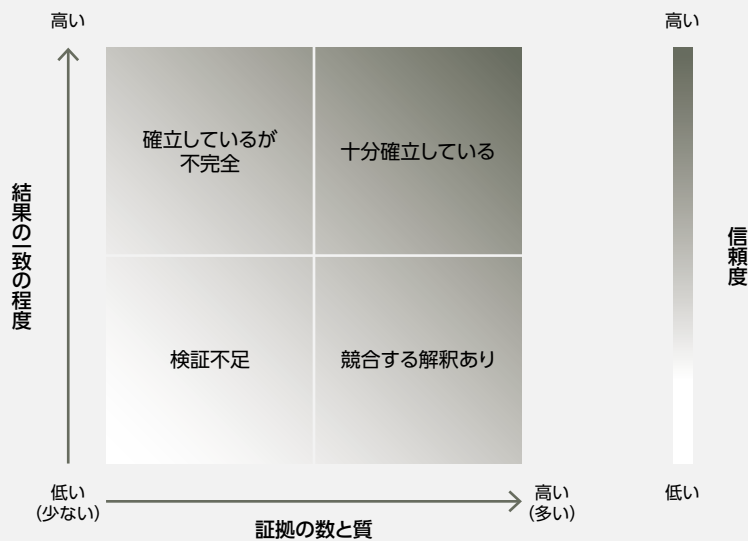 高い
高い
確立しているが
不完全
十分確立している
結果の一致の程度
信頼度
検証不足
競合する解釈あり
低い
(少ない)
高い
(多い)
低い
証拠の数と質